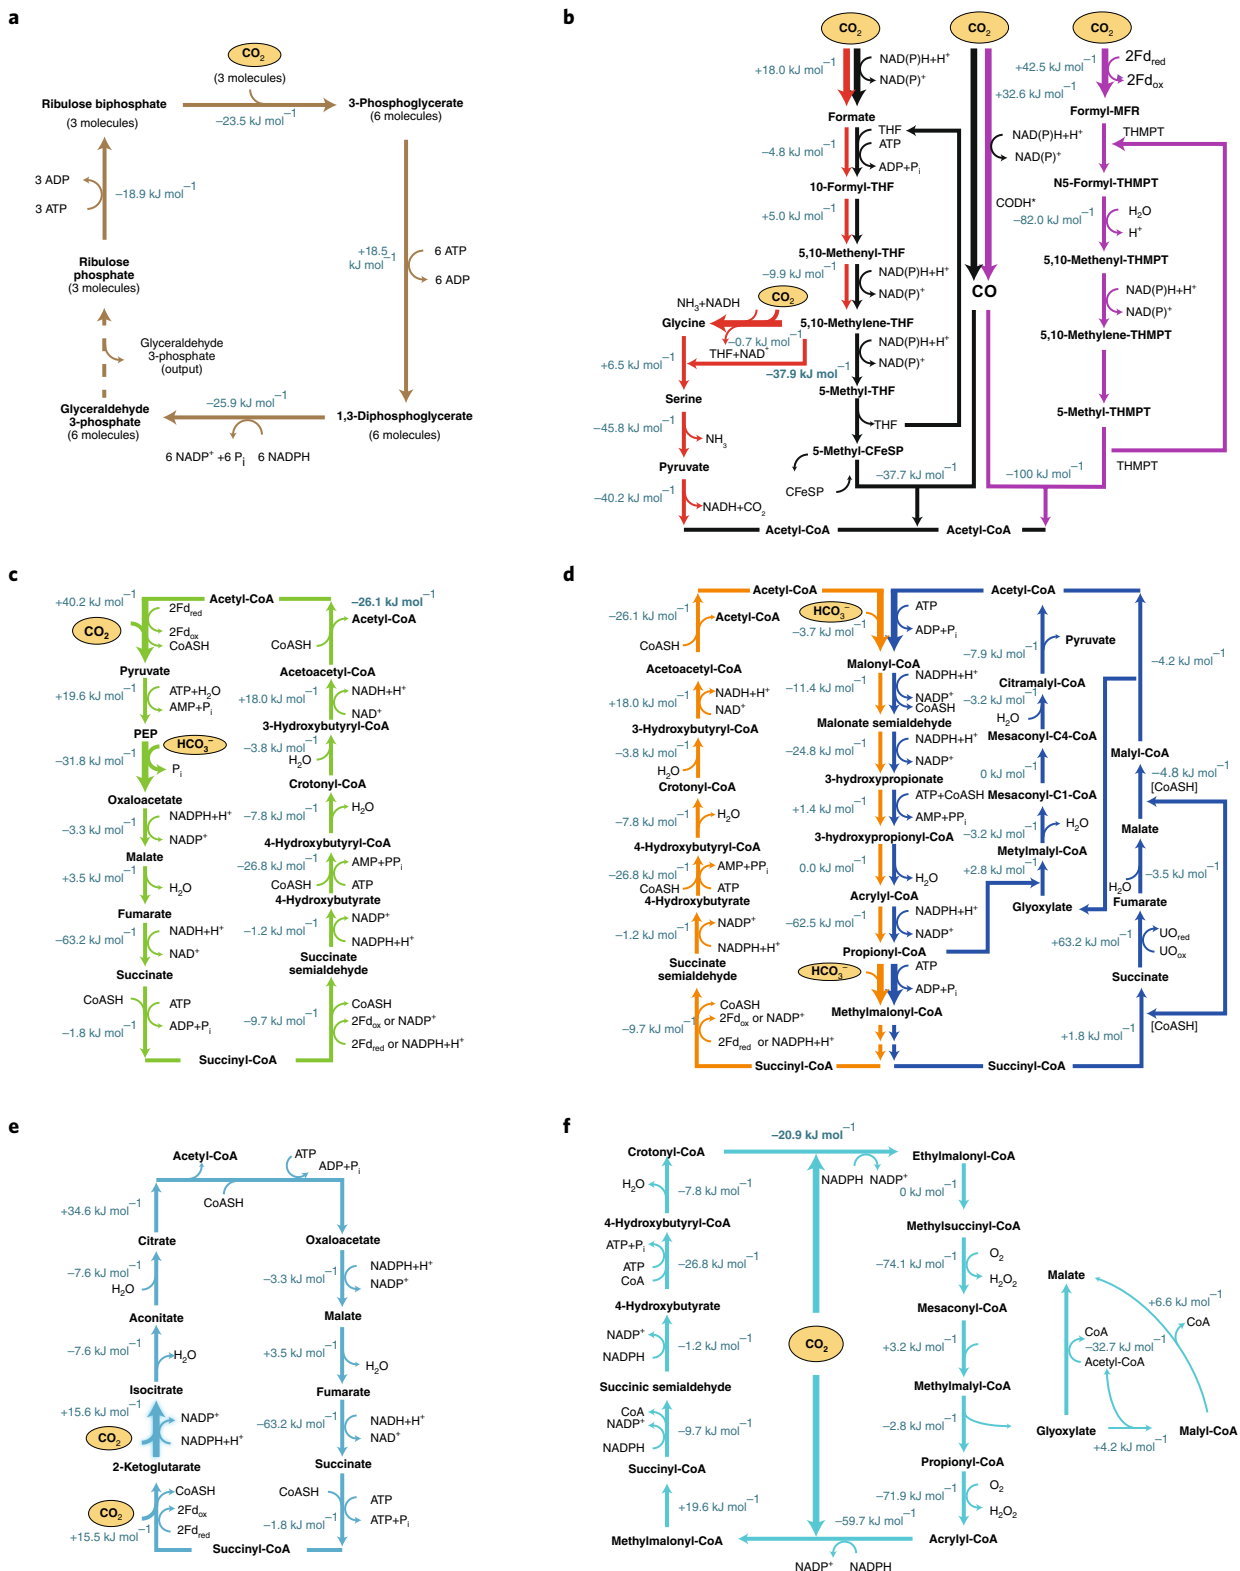 a
CO2
(3 molecules)
Ribulose biphosphate
(3 molecules)
−23.5 kJ mol−1
3-Phosphoglycerate
(6 molecules)
3 ADP
3 ATP
−18.9 kJ mol−1
+18.5
kJ mol−1
6 ATP
6 ADP
Ribulose
phosphate
(3 molecules)
Glyceraldehyde
3-phosphate
(output)
Glyceraldehyde
3-phosphate
(6 molecules)
−25.9 kJ mol−1
1,3-Diphosphoglycerate
(6 molecules)
6 NADP+ +6 Pi
6 NADPH
b
CO2
CO2
CO2
+18.0 kJ mol−1
NAD(P)H+H+
NAD(P)+
Formate
THF
ATP
−4.8 kJ mol−1
ADP+Pi
10-Formyl-THF
+5.0 kJ mol−1
5,10-Methenyl-THF
−9.9 kJ mol−1
NAD(P)H+H+
NAD(P)+
NH3+NADH
CO2
Glycine
5,10-Methylene-THF
−0.7 kJ mol−1
THF+NAD+
+6.5 kJ mol−1
NAD(P)H+H+
NAD(P)+
−37.9 kJ mol−1
Serine
5-Methyl-THF
−45.8 kJ mol−1
NH3
THF
5-Methyl-CFeSP
Pyruvate
−37.7 kJ mol−1
CFeSP
−40.2 kJ mol−1
NADH+CO2
Acetyl-CoA
Acetyl-CoA
+42.5 kJ mol−1
2Fdred
2Fdox
+32.6 kJ mol−1
Formyl-MFR
NAD(P)H+H+
NAD(P)+
THMPT
N5-Formyl-THMPT
CODH*
−82.0 kJ mol−1
H2O
H+
5,10-Methenyl-THMPT
CO
NAD(P)H+H+
NAD(P)+
5,10-Methylene-THMPT
5-Methyl-THMPT
−100 kJ mol−1
THMPT
c
+40.2 kJ mol−1
Acetyl-CoA
−26.1 kJ mol−1
2Fdred
CO2
2Fdox
CoASH
Acetyl-CoA
CoASH
Pyruvate
Acetoacetyl-CoA
+19.6 kJ mol−1
ATP+H2O
AMP+Pi
+18.0 kJ mol−1
NADH+H+
NAD+
PEP
HCO3−
3-Hydroxybutyryl-CoA
−31.8 kJ mol−1
Pi
−3.8 kJ mol−1
H2O
Oxaloacetate
Crotonyl-CoA
−3.3 kJ mol−1
NADPH+H+
NADP+
−7.8 kJ mol−1
H2O
Malate
4-Hydroxybutyryl-CoA
+3.5 kJ mol−1
H2O
−26.8 kJ mol−1
AMP+PPi
CoASH
ATP
Fumarate
4-Hydroxybutyrate
−63.2 kJ mol−1
NADH+H+
NAD+
−1.2 kJ mol−1
NADP+
NADPH+H+
Succinate
Succinate
semialdehyde
CoASH
ATP
−1.8 kJ mol−1
ADP+Pi
−9.7 kJ mol−1
CoASH
2Fdox or NADP+
2Fdred or NADPH+H+
Succinyl-CoA
d
Acetyl-CoA
Acetyl-CoA
−26.1 kJ mol−1
Acetyl-CoA
CoASH
HCO3−
−3.7 kJ mol−1
ATP
ADP+Pi
Acetoacetyl-CoA
Malonyl-CoA
+18.0 kJ mol−1
NADH+H+
NAD+
−11.4 kJ mol−1
NADPH+H+
NADP+
CoASH
3-Hydroxybutyryl-CoA
Malonate semialdehyde
−3.8 kJ mol−1
H2O
−24.8 kJ mol−1
NADPH+H+
NADP+
Crotonyl-CoA
3-hydroxypropionate
−7.8 kJ mol−1
H2O
+1.4 kJ mol−1
ATP+CoASH
AMP+PPi
4-Hydroxybutyryl-CoA
3-hydroxypropionyl-CoA
−26.8 kJ mol−1
AMP+PPi
CoASH
ATP
0.0 kJ mol−1
H2O
4-Hydroxybutyrate
Acrylyl-CoA
−1.2 kJ mol−1
NADP+
NADPH+H+
−62.5 kJ mol−1
NADPH+H+
NADP+
Succinate
semialdehyde
Propionyl-CoA
HCO3−
ATP
ADP+Pi
Methylmalonyl-CoA
−9.7 kJ mol−1
CoASH
2Fdox or NADP+
2Fdred or NADPH+H+
Succinyl-CoA
Succinyl-CoA
−7.9 kJ mol−1
Pyruvate
−4.2 kJ mol−1
Citramalyl-CoA
−3.2 kJ mol−1
H2O
Mesaconyl-C4-CoA
0 kJ mol−1
Malyl-CoA
−4.8 kJ mol−1
[CoASH]
Mesaconyl-C1-CoA
−3.2 kJ mol−1
H2O
Malate
Metylmalyl-CoA
+2.8 kJ mol−1
H2O
−3.5 kJ mol−1
Glyoxylate
Fumarate
+63.2 kJ mol−1
UOred
UOox
Succinate
[CoASH]
+1.8 kJ mol−1
e
Acetyl-CoA
ATP
ADP+Pi
CoASH
+34.6 kJ mol−1
Citrate
Oxaloacetate
−7.6 kJ mol−1
H2O
−3.3 kJ mol−1
NADPH+H+
NADP+
Aconitate
Malate
−7.6 kJ mol−1
H2O
+3.5 kJ mol−1
H2O
Isocitrate
Fumarate
+15.6 kJ mol−1
NADP+
CO2
NADPH+H+
−63.2 kJ mol−1
NADH+H+
NAD+
2-Ketoglutarate
Succinate
CO2
CoASH
2Fdox
2Fdred
+15.5 kJ mol−1
CoASH
ATP
−1.8 kJ mol−1
ATP+Pi
Succinyl-CoA
f
−20.9 kJ mol−1
Crotonyl-CoA
Ethylmalonyl-CoA
NADPH
NADP+
H2O
−7.8 kJ mol−1
0 kJ mol−1
4-Hydroxybutyryl-CoA
Methylsuccinyl-CoA
ATP+Pi
ATP
CoA
−26.8 kJ mol−1
−74.1 kJ mol−1
O2
H2O2
4-Hydroxybutyrate
Mesaconyl-CoA
NADP+
NADPH
−1.2 kJ mol−1
CO2
+3.2 kJ mol−1
Succinic semialdehyde
Methylmalyl-CoA
CoA
NADP+
NADPH
−9.7 kJ mol−1
−2.8 kJ mol−1
Succinyl-CoA
Propionyl-CoA
+19.6 kJ mol−1
−71.9 kJ mol−1
O2
H2O2
−59.7 kJ mol−1
Methylmalonyl-CoA
Acrylyl-CoA
NADP+
NADPH
Malate
+6.6 kJ mol−1
CoA
CoA
−32.7 kJ mol−1
Acetyl-CoA
Glyoxylate
+4.2 kJ mol−1
Malyl-CoA